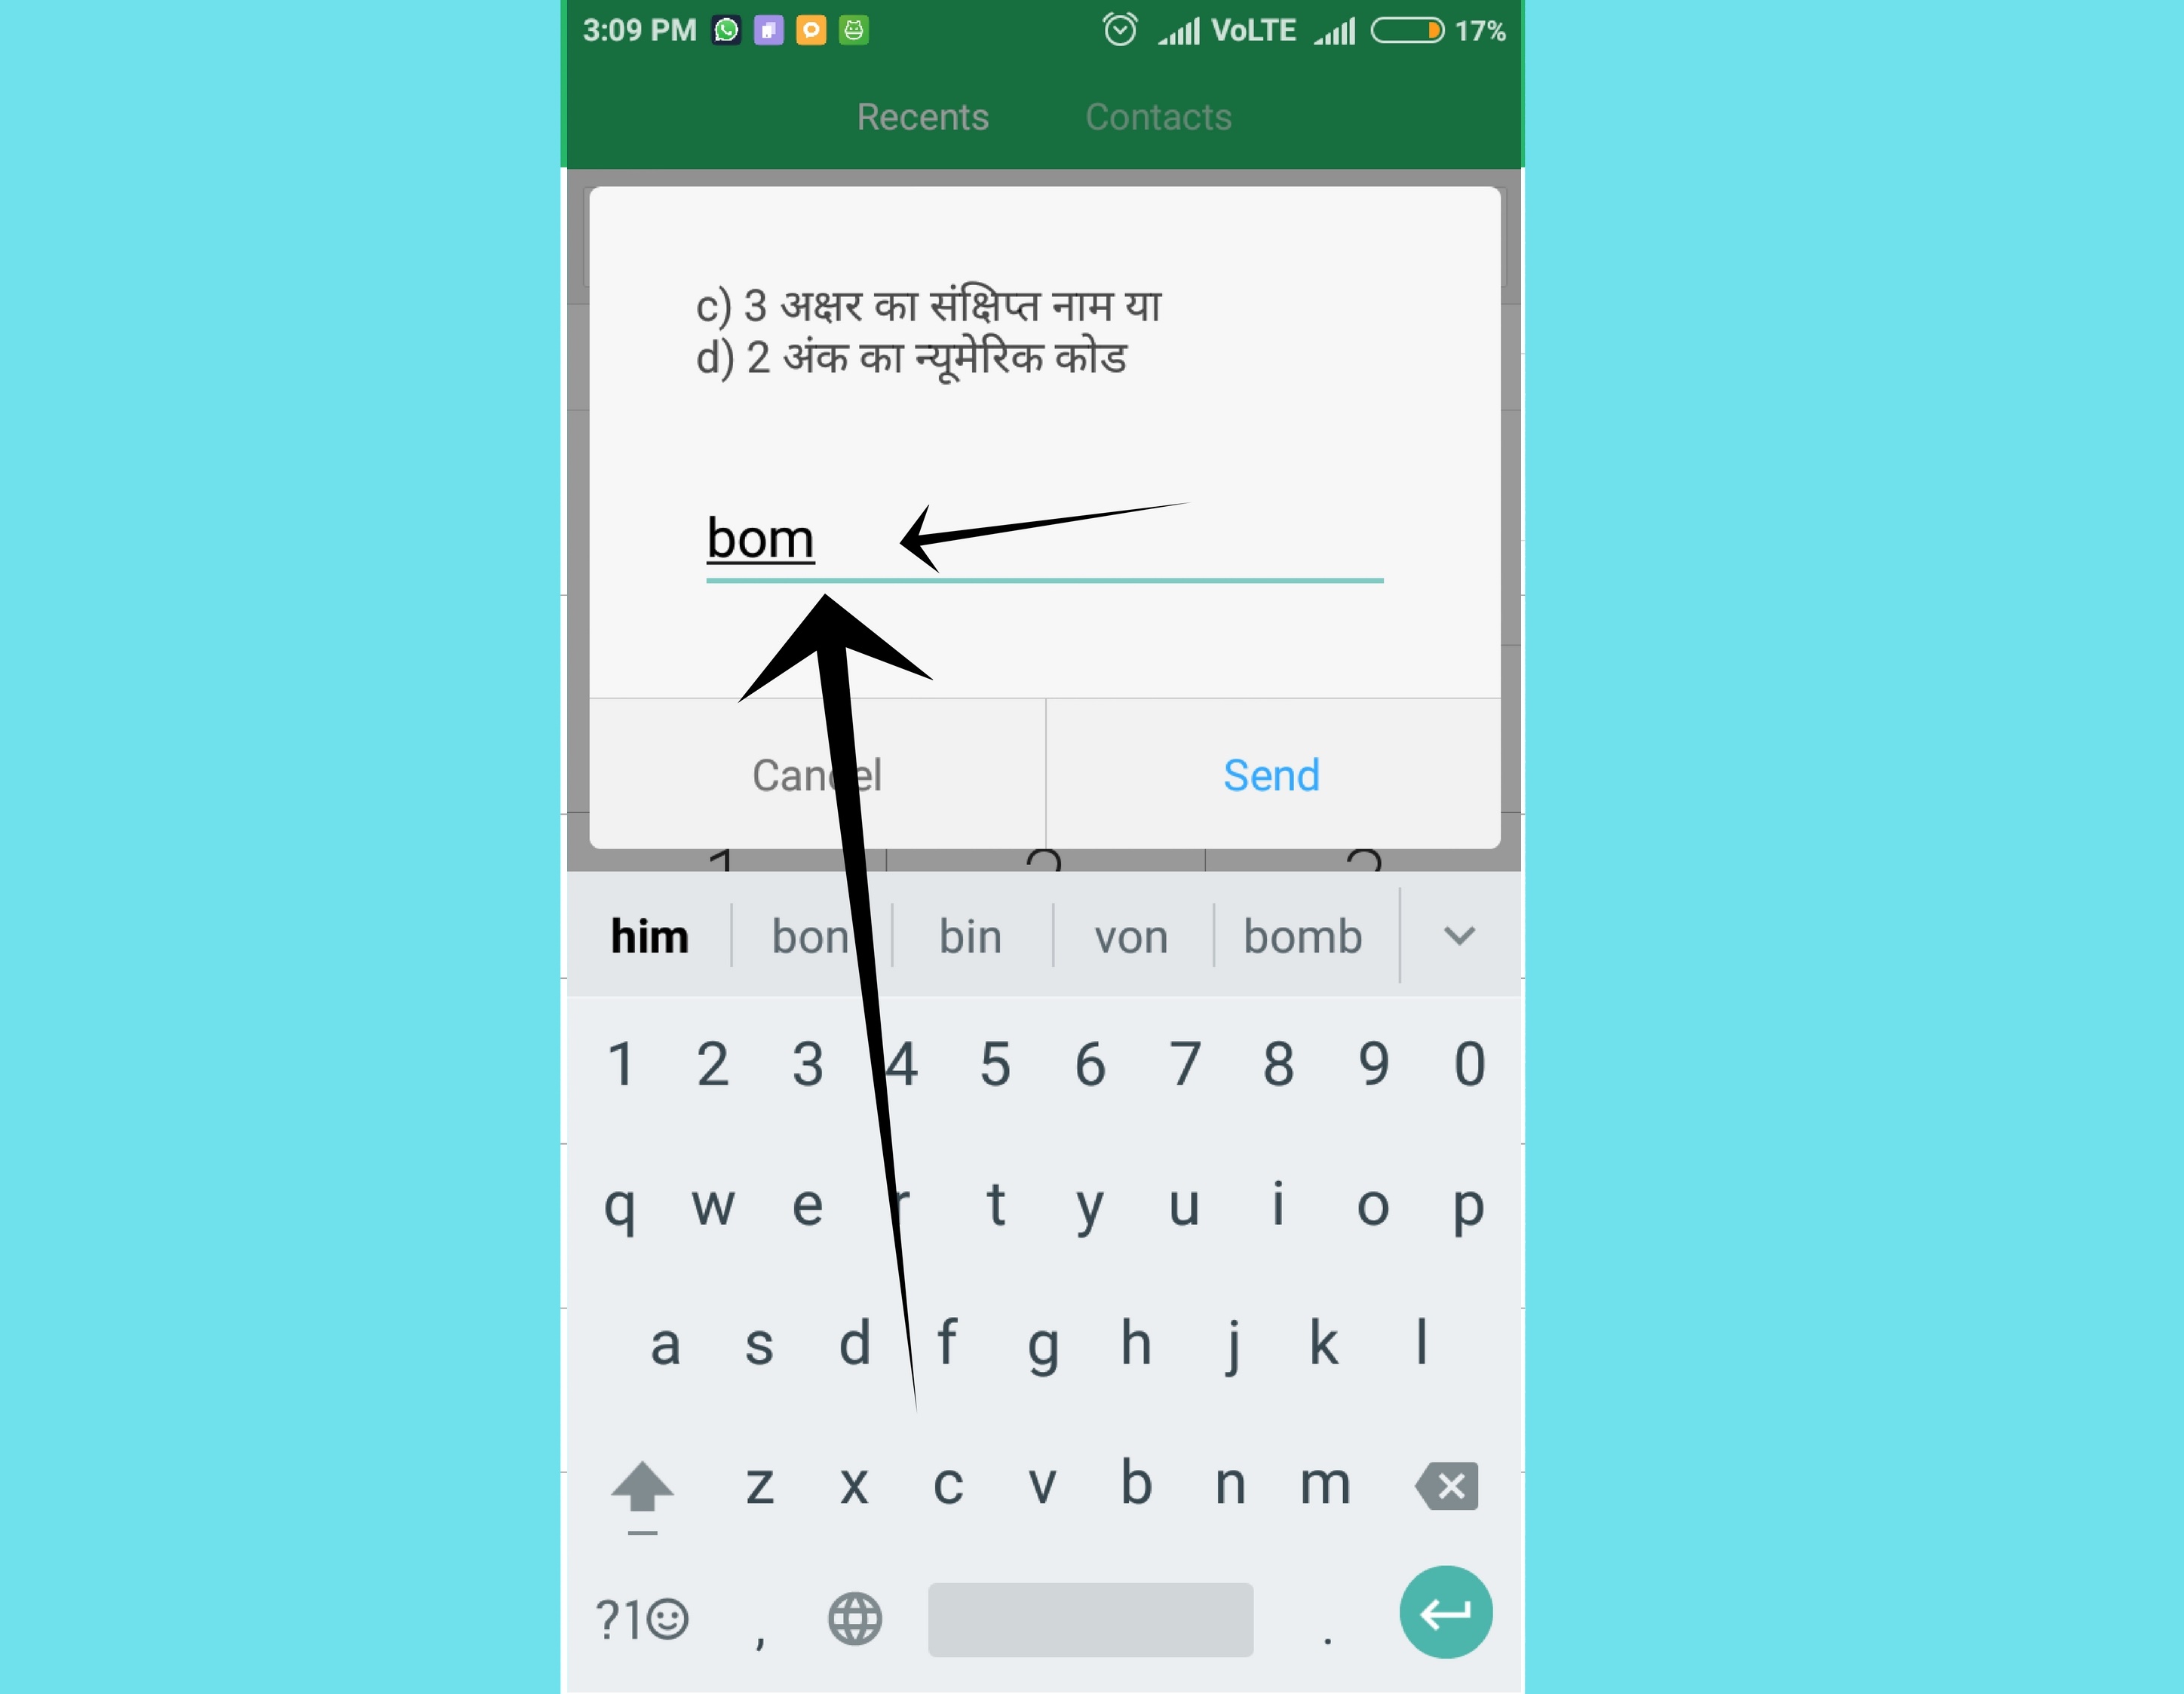 3:09 PM VoLTE 17%
Recents Contacts
c) 3 अक्षर का संक्षिप्त नाम या
d) 2 अंक का न्यूमेरिक कोड
bom
Cancel Send
him bon bin von bomb
1 2 3 4 5 6 7 8 9 0
q w e r t y u i o p
a s d f g h j k l
z x c v b n m
?1☺ , .